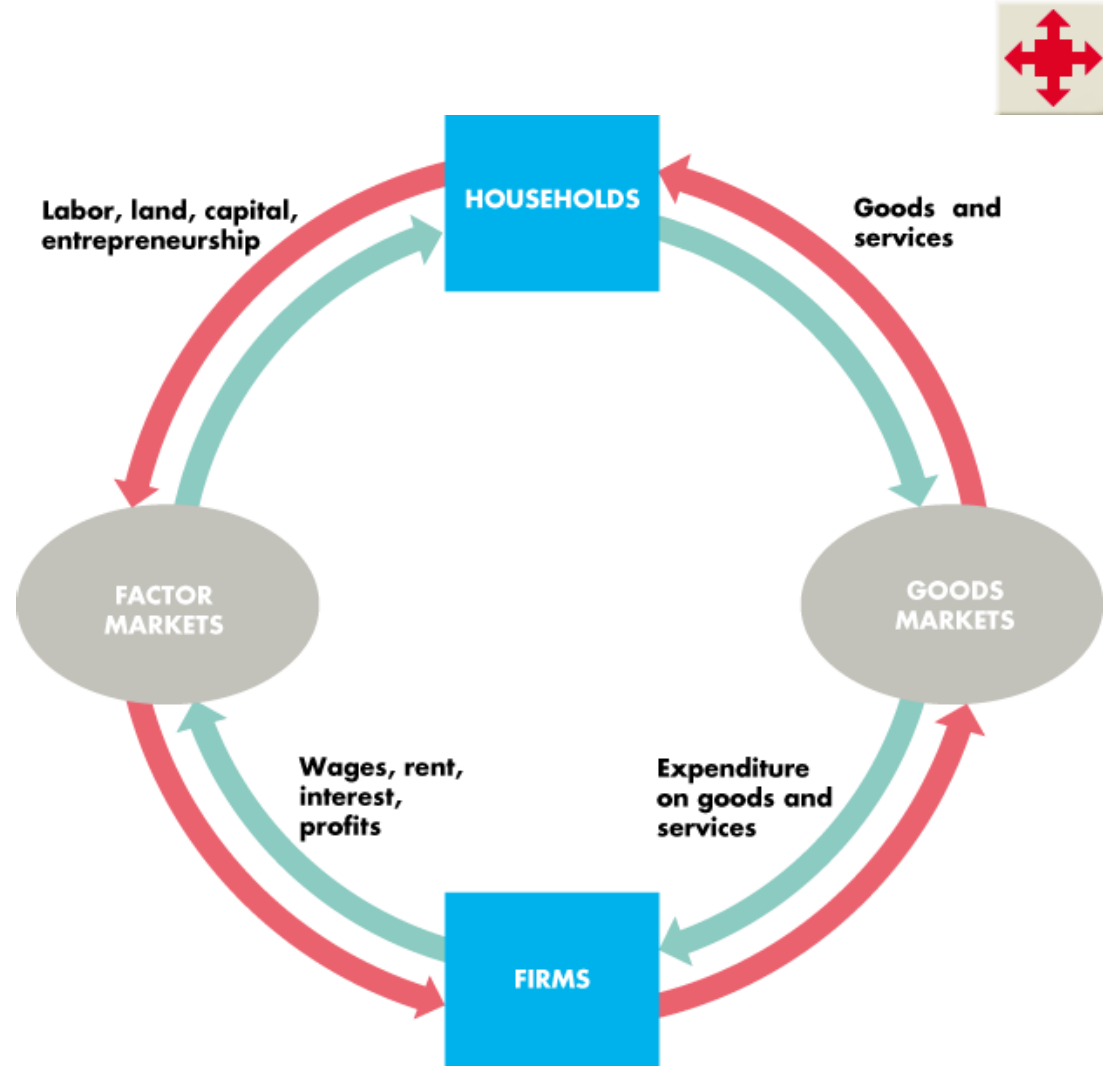 HOUSEHOLDS
Labor, land, capital,
entrepreneurship
Goods and
services
FACTOR
MARKETS
GOODS
MARKETS
Wages, rent,
interest,
profits
Expenditure
on goods and
services
FIRMS